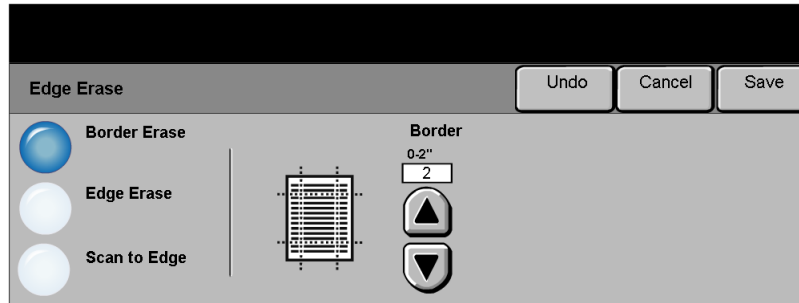 Edge Erase
Undo
Cancel
Save
Border Erase
Edge Erase
Scan to Edge
Border
0-2"
2